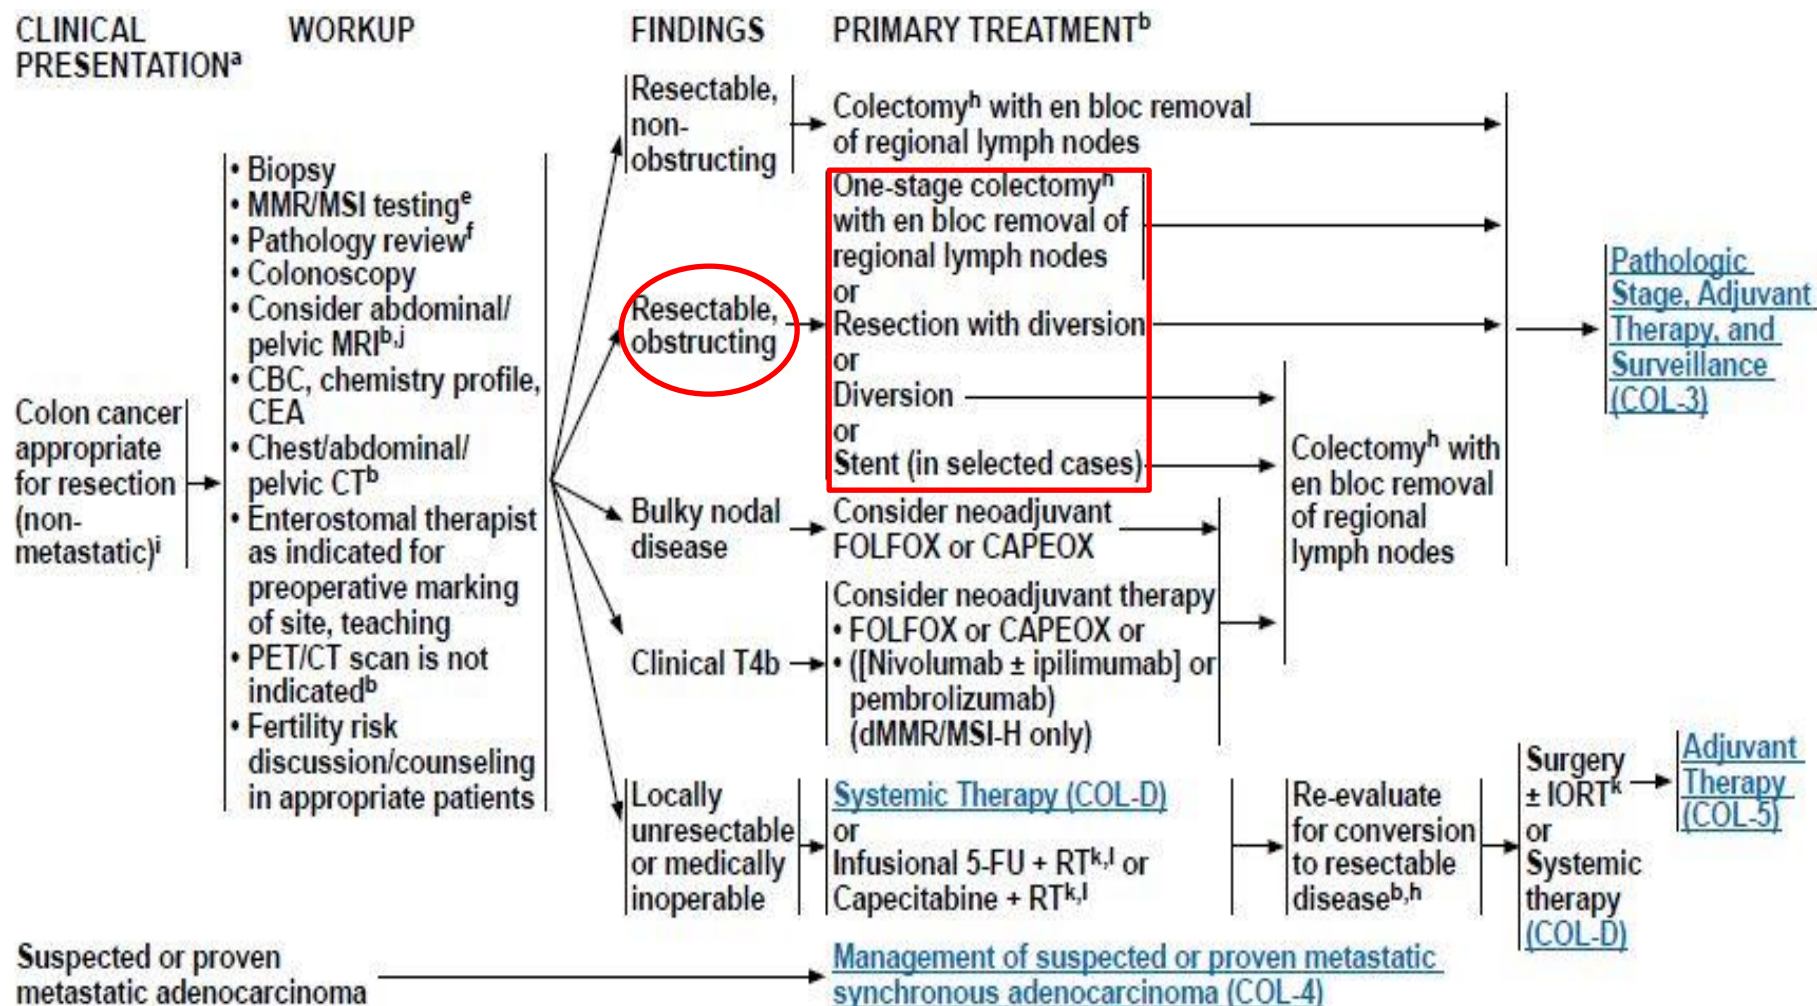 CLINICAL
PRESENTATIONᵃ
WORKUP
FINDINGS
PRIMARY TREATMENTᵇ
Colon cancer
appropriate
for resection
(non-
metastatic)ⁱ
• Biopsy
• MMR/MSI testingᵉ
• Pathology reviewᶠ
• Colonoscopy
• Consider abdominal/
pelvic MRIᵇ,ʲ
• CBC, chemistry profile,
CEA
• Chest/abdominal/
pelvic CTᵇ
• Enterostomal therapist
as indicated for
preoperative marking
of site, teaching
• PET/CT scan is not
indicatedᵇ
• Fertility risk
discussion/counseling
in appropriate patients
Resectable,
non-
obstructing
Colectomyʰ with en bloc removal
of regional lymph nodes
Resectable,
obstructing
One-stage colectomyʰ
with en bloc removal of
regional lymph nodes
or
Resection with diversion
or
Diversion
or
Stent (in selected cases)
Bulky nodal
disease
Consider neoadjuvant
FOLFOX or CAPEOX
Clinical T4b
Consider neoadjuvant therapy
• FOLFOX or CAPEOX or
• ([Nivolumab ± ipilimumab] or
pembrolizumab)
(dMMR/MSI-H only)
Colectomyʰ with
en bloc removal
of regional
lymph nodes
Pathologic
Stage, Adjuvant
Therapy, and
Surveillance
(COL-3)
Locally
unresectable
or medically
inoperable
Systemic Therapy (COL-D)
or
Infusional 5-FU + RTᵏ,ˡ or
Capecitabine + RTᵏ,ˡ
Re-evaluate
for conversion
to resectable
diseaseᵇ,ʰ
Surgery
± IORTᵏ
or
Systemic
therapy
(COL-D)
Adjuvant
Therapy
(COL-5)
Suspected or proven
metastatic adenocarcinoma
Management of suspected or proven metastatic
synchronous adenocarcinoma (COL-4)